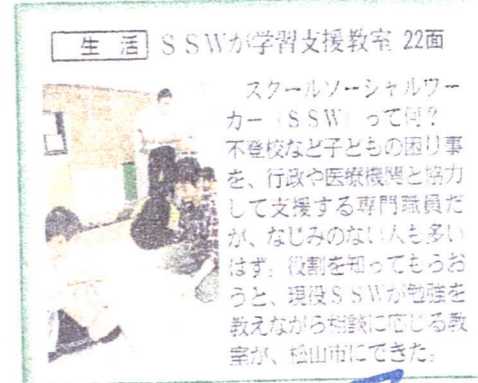 生活 SSWが学習支援教室 22面
スクールソーシャルワー
カー(SSW)って何?
不登校など子どもの困り事
を、行政や医療機関と協力
して支援する専門職員だ
が、なじみのない人も多い
はず。役割を知ってもらお
うと、現役SSWが勉強を
教えながら相談に応じる教
室が、松山市にできた。